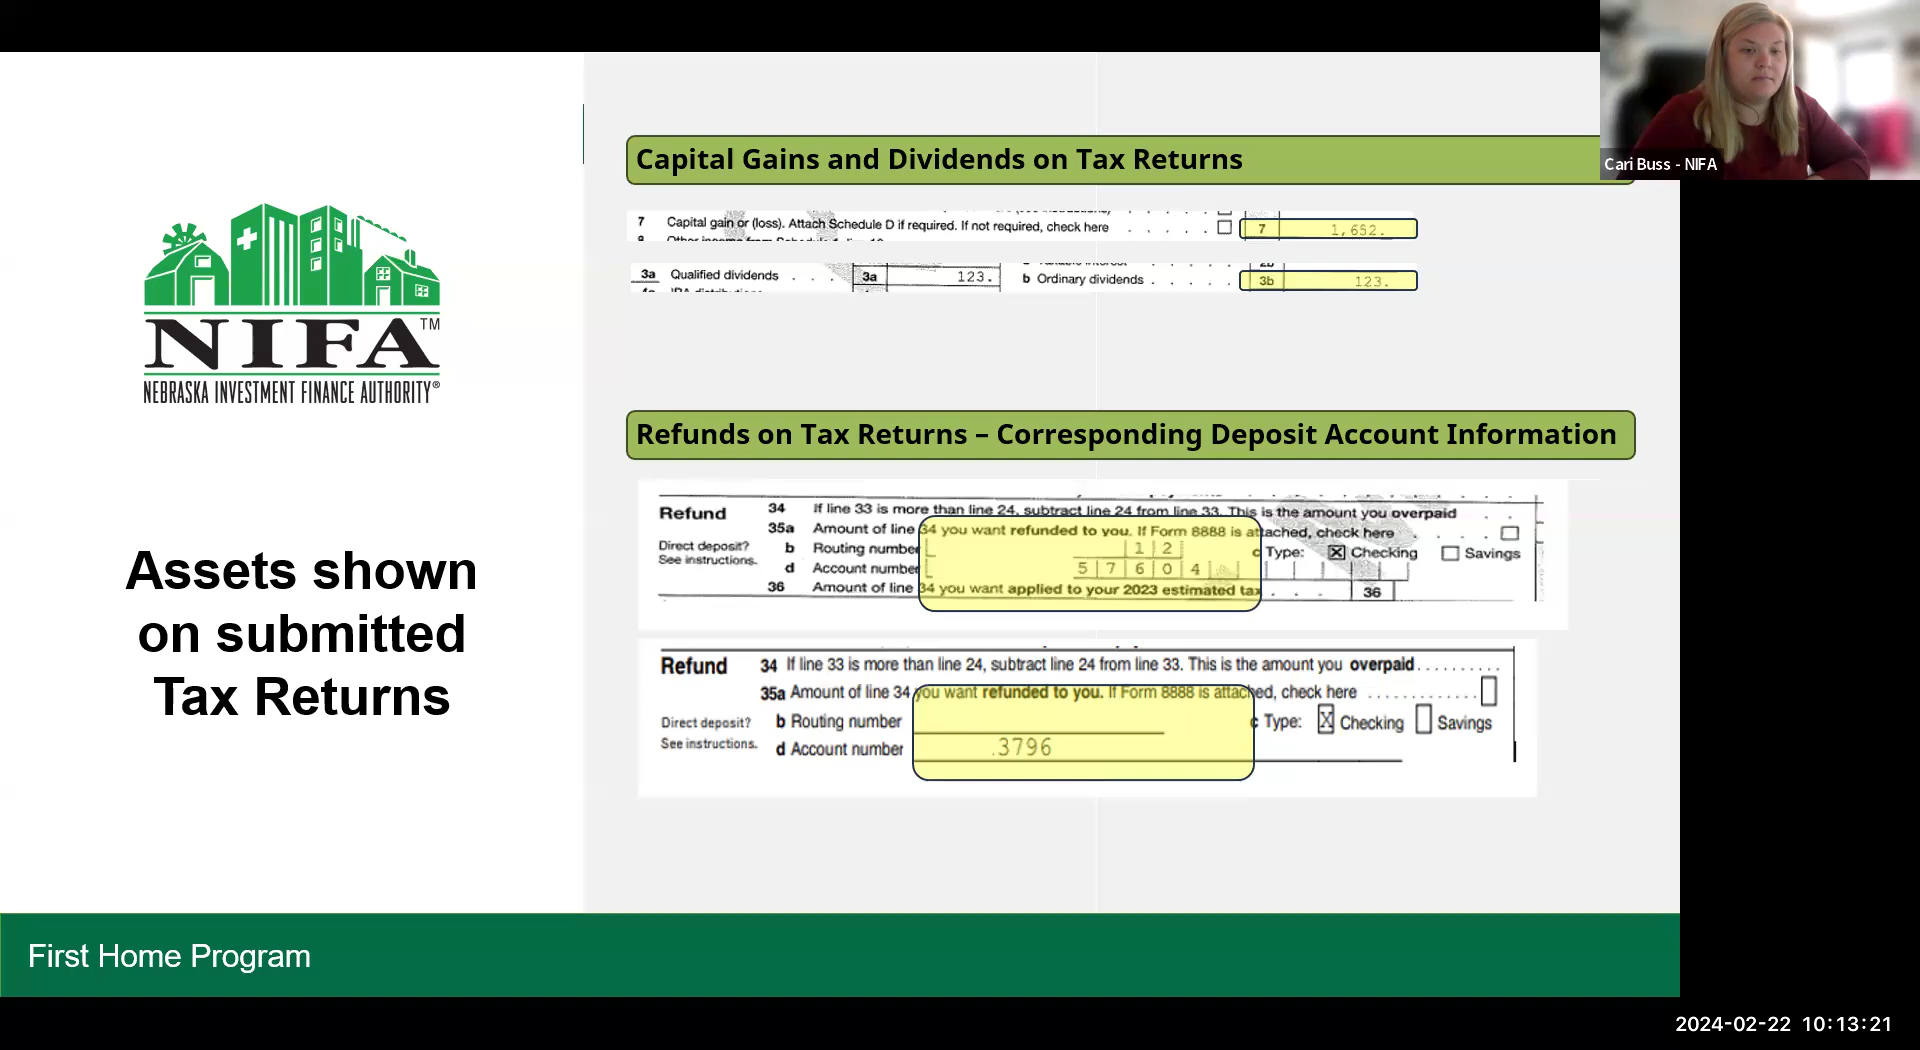 Cari Buss - NIFA
NIFA™
NEBRASKA INVESTMENT FINANCE AUTHORITY®
Assets shown
on submitted
Tax Returns
Capital Gains and Dividends on Tax Returns
7 Capital gain or (loss). Attach Schedule D if required. If not required, check here . . . . . 7 1,652.
3a Qualified dividends . . . 3a 123. b Ordinary dividends . . . . . . 3b 123.
Refunds on Tax Returns – Corresponding Deposit Account Information
Refund 34 If line 33 is more than line 24, subtract line 24 from line 33. This is the amount you overpaid . .
35a Amount of line 34 you want refunded to you. If Form 8888 is attached, check here . . . .
Direct deposit? b Routing number 1 2 c Type: X Checking Savings
See instructions. d Account number 5 7 6 0 4
36 Amount of line 34 you want applied to your 2023 estimated tax . . . 36
Refund 34 If line 33 is more than line 24, subtract line 24 from line 33. This is the amount you overpaid . . . . . . . . . .
35a Amount of line 34 you want refunded to you. If Form 8888 is attached, check here . . . . . . . . . . . . .
Direct deposit? b Routing number c Type: X Checking Savings
See instructions. d Account number .3796
First Home Program
2024-02-22 10:13:21